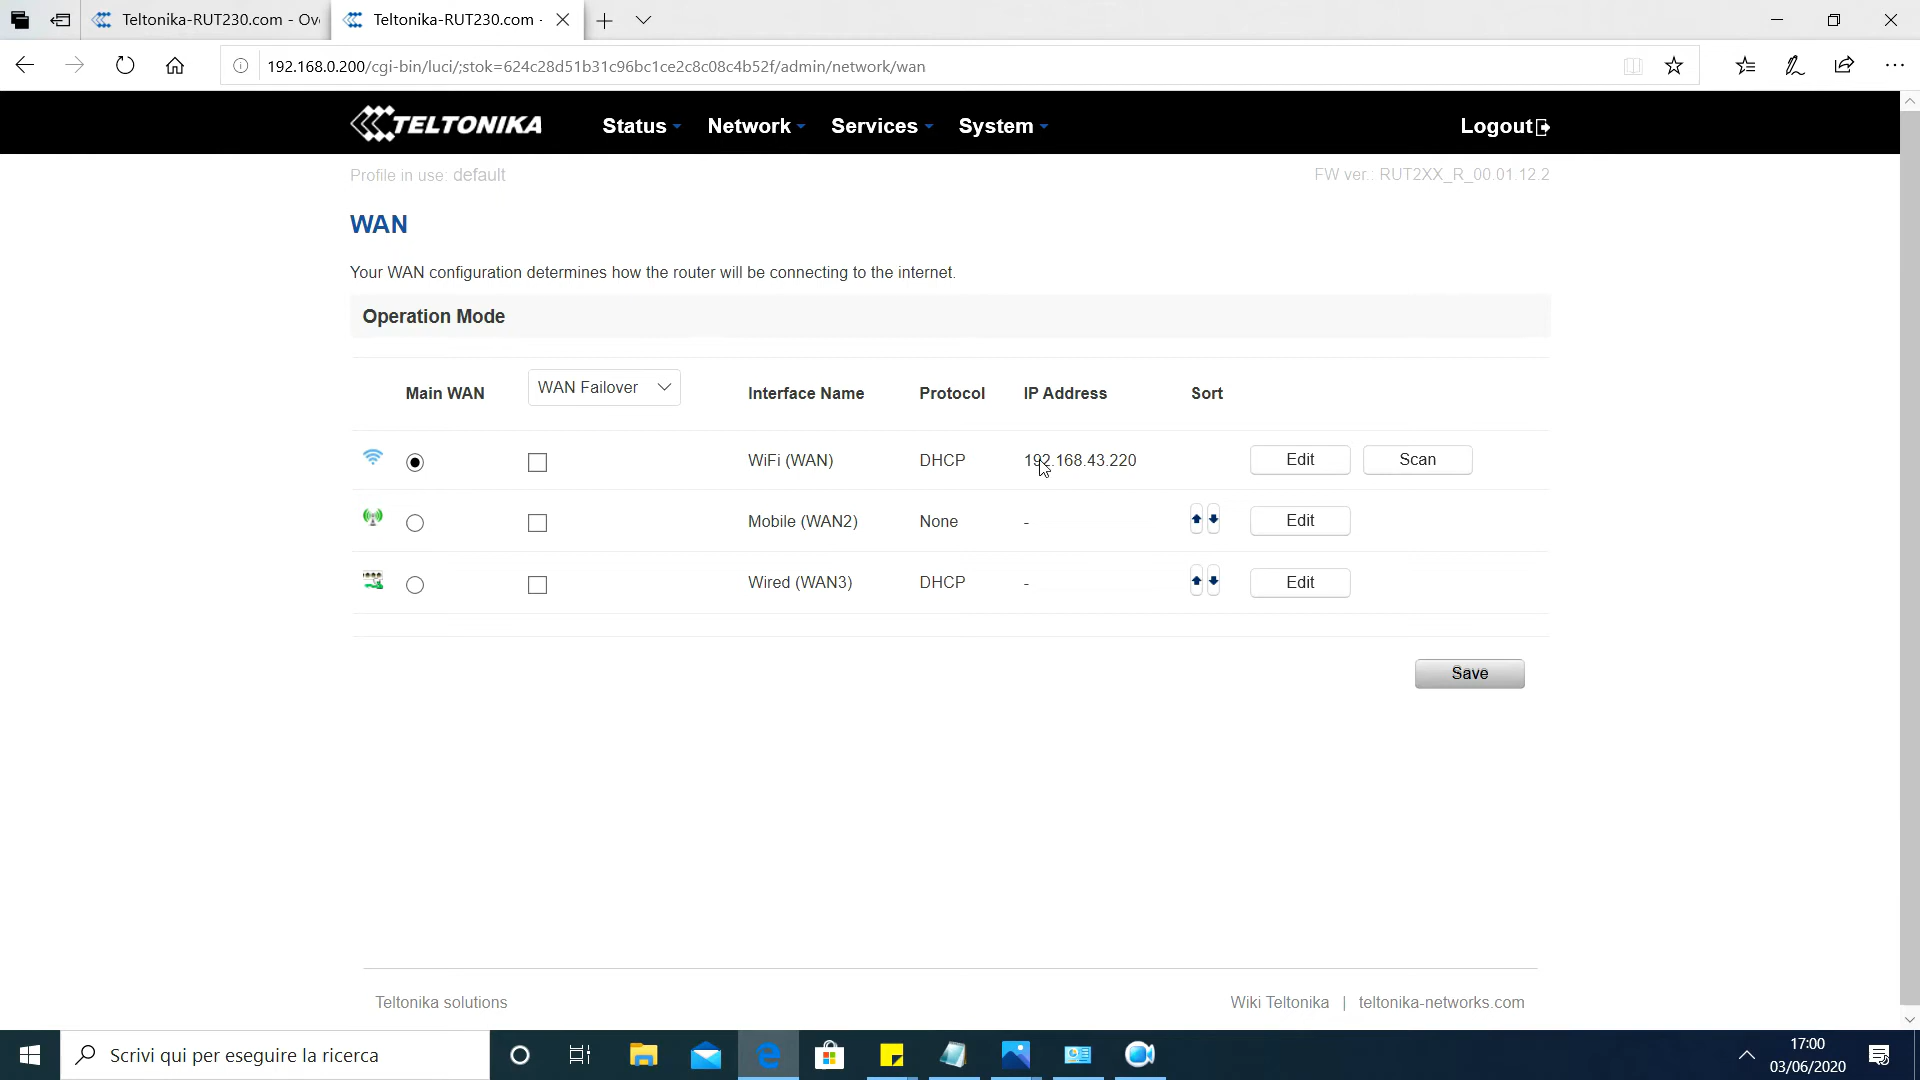 Teltonika-RUT230.com - Ov
Teltonika-RUT230.com -
192.168.0.200/cgi-bin/luci/;stok=624c28d51b31c96bc1ce2c8c08c4b52f/admin/network/wan
TELTONIKA Status Network Services System Logout
Profile in use: default FW ver.: RUT2XX_R_00.01.12.2
WAN
Your WAN configuration determines how the router will be connecting to the internet.
Operation Mode
Main WAN WAN Failover Interface Name Protocol IP Address Sort
WiFi (WAN) DHCP 192.168.43.220 Edit Scan
Mobile (WAN2) None - Edit
Wired (WAN3) DHCP - Edit
Save
Teltonika solutions Wiki Teltonika | teltonika-networks.com
Scrivi qui per eseguire la ricerca
17:00
03/06/2020